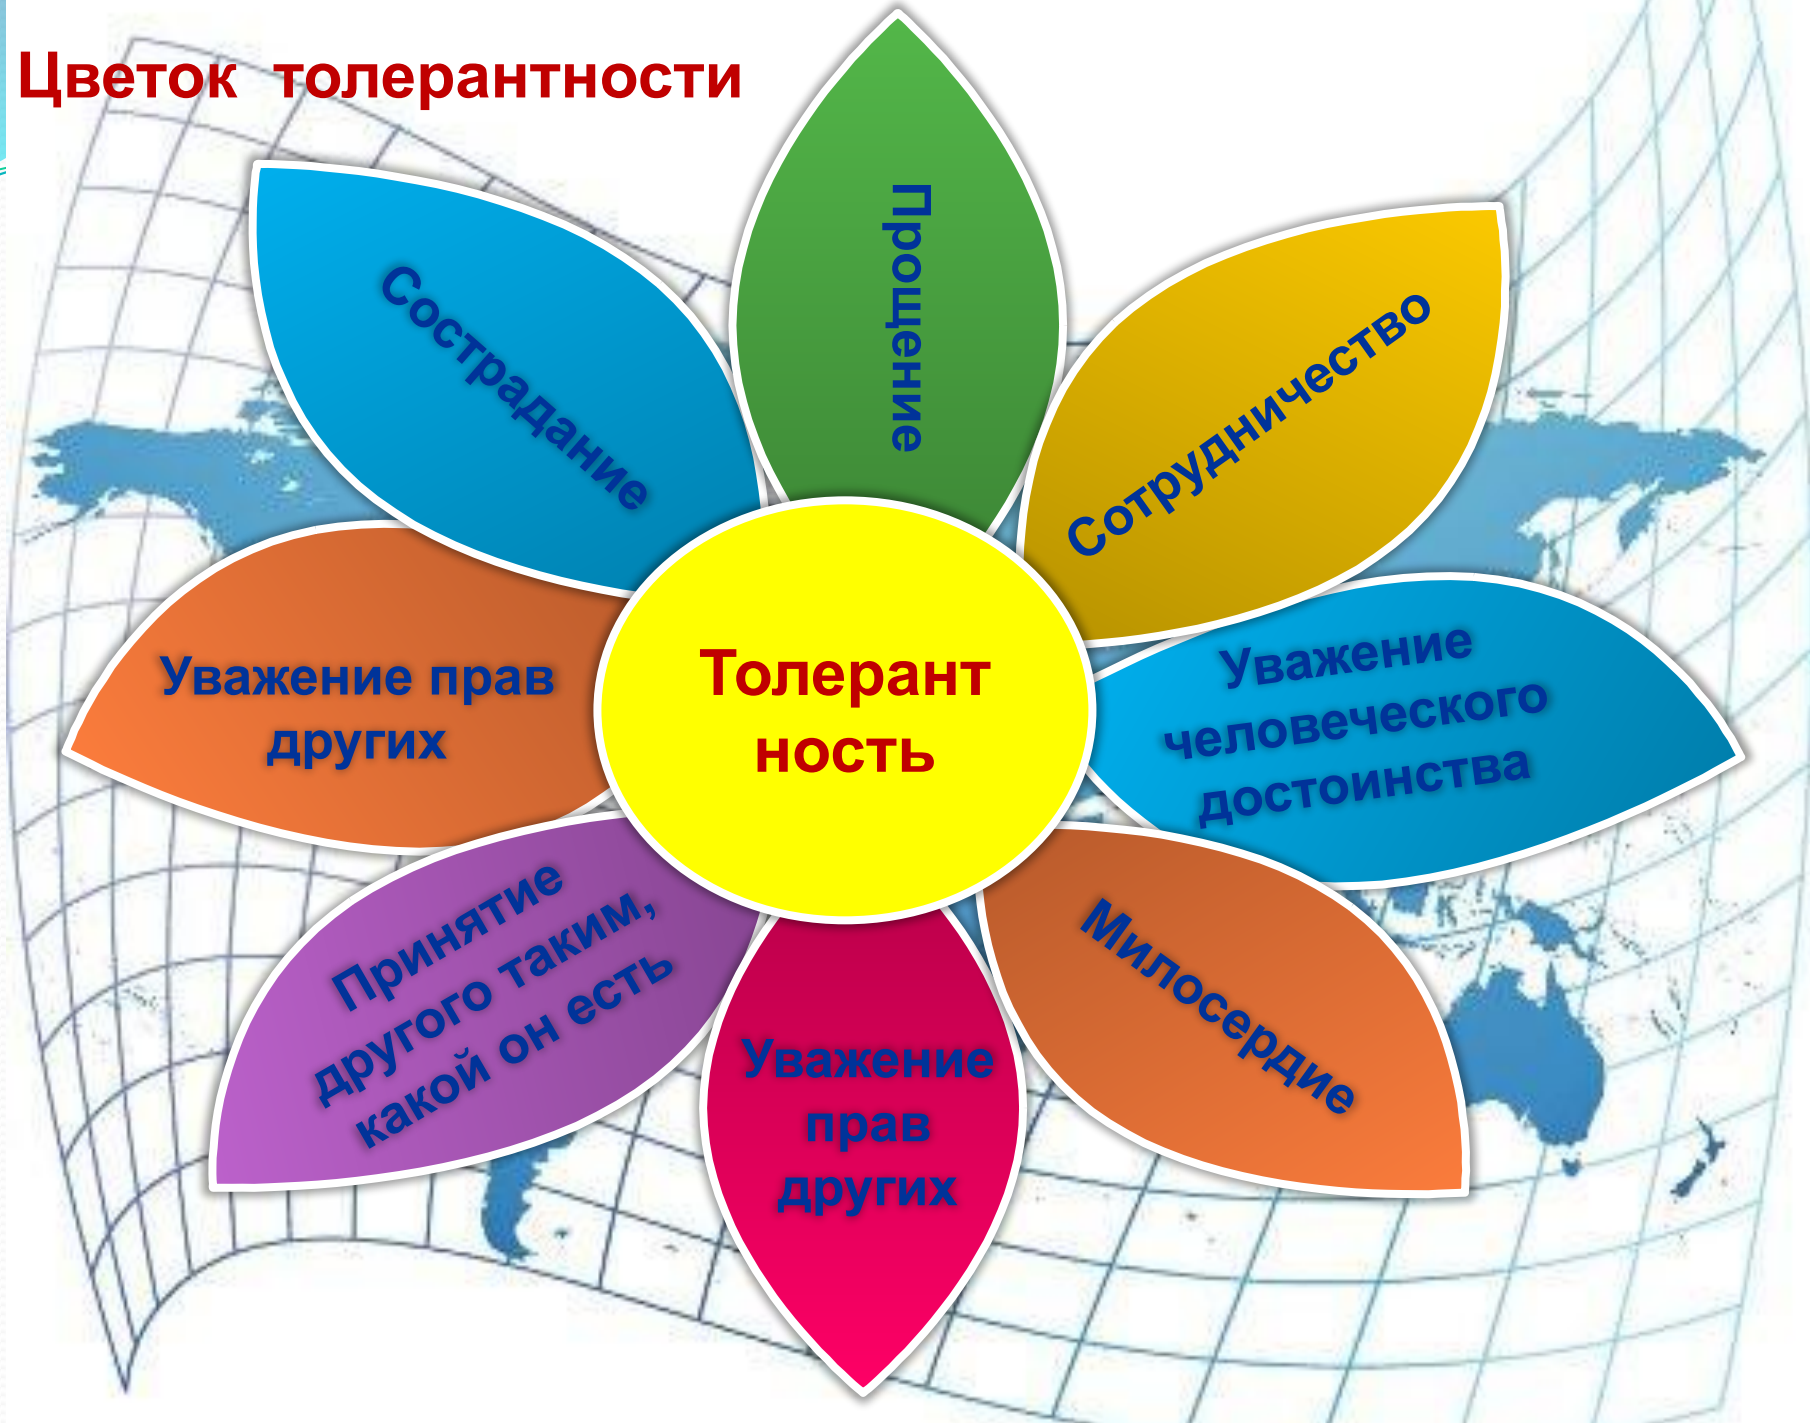 Цветок толерантности
Прощение
Сотрудничество
Уважение
человеческого
достоинства
Милосердие
Уважение
прав
других
Принятие
другого таким,
какой он есть
Уважение прав
других
Сострадание
Толерант
ность